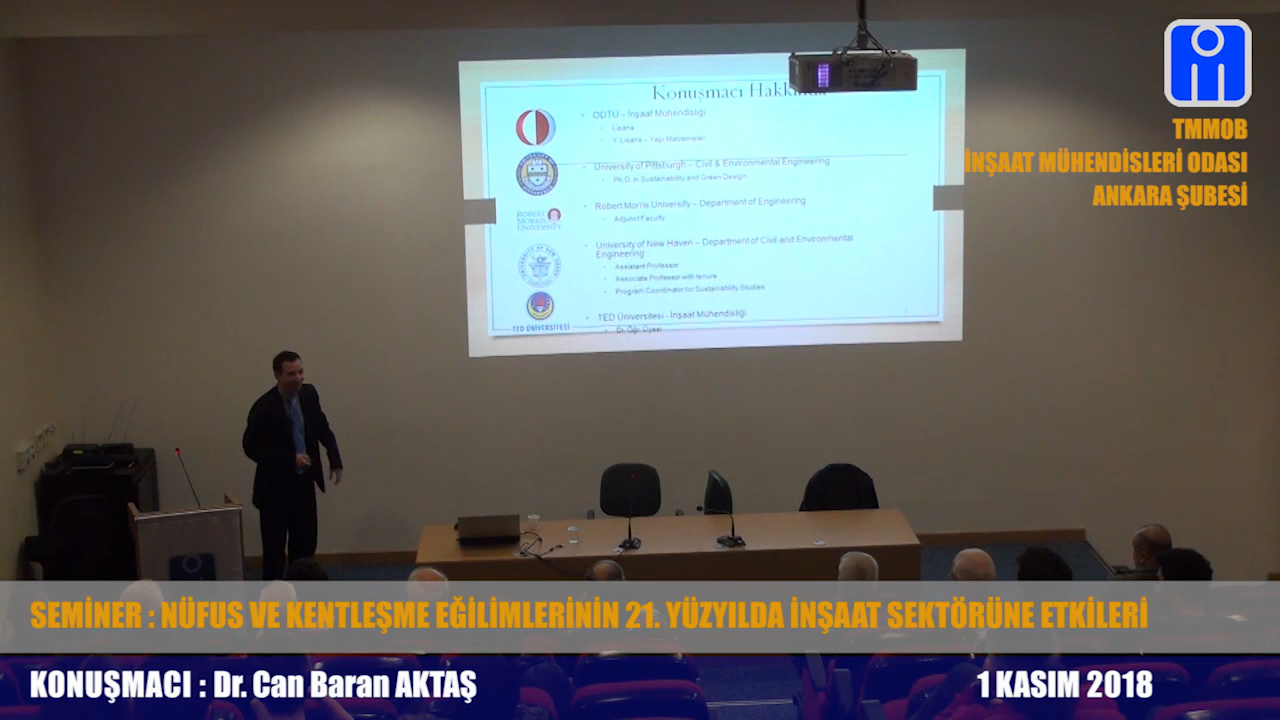 Konuşmacı Hakkında
ODTÜ – İnşaat Mühendisliği
Lisans
Y. Lisans – Yapı Malzemeleri
University of Pittsburgh – Civil & Environmental Engineering
Ph.D. in Sustainability and Green Design
ROBERT
MORRIS
UNIVERSITY
Robert Morris University – Department of Engineering
Adjunct Faculty
University of New Haven – Department of Civil and Environmental
Engineering
Assistant Professor
Associate Professor with tenure
Program Coordinator for Sustainability Studies
TED ÜNİVERSİTESİ
TED Üniversitesi - İnşaat Mühendisliği
Dr. Öğr. Üyesi
TMMOB
İNŞAAT MÜHENDİSLERİ ODASI
ANKARA ŞUBESİ
SEMİNER : NÜFUS VE KENTLEŞME EĞİLİMLERİNİN 21. YÜZYILDA İNŞAAT SEKTÖRÜNE ETKİLERİ
KONUŞMACI : Dr. Can Baran AKTAŞ
1 KASIM 2018